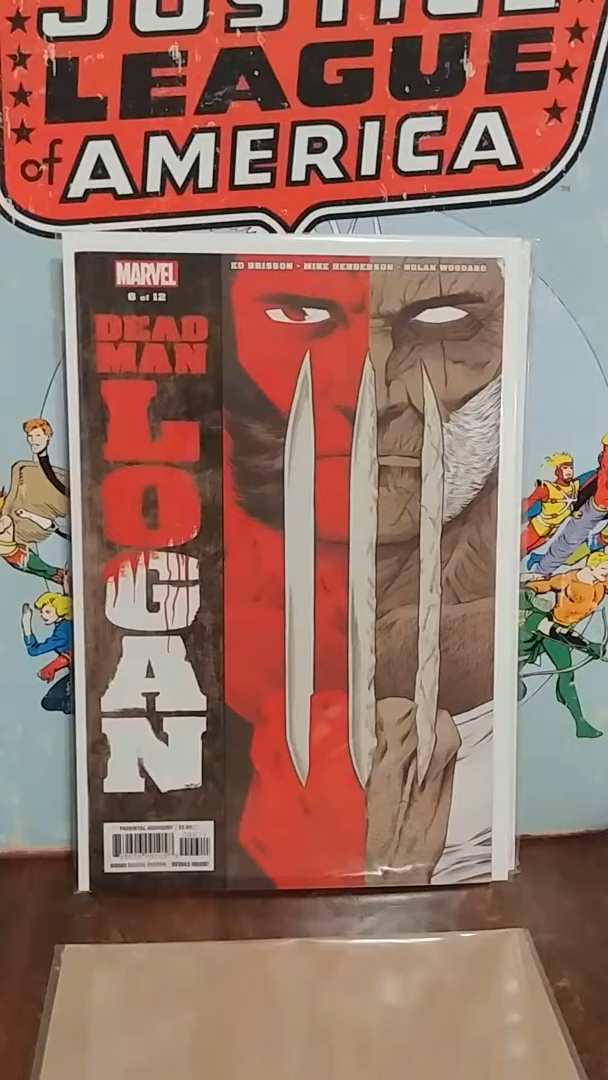 JUSTICE
LEAGUE
of AMERICA
TM
MARVEL
6 of 12
ED BRISSON • MIKE HENDERSON • NOLAN WOODARD
DEAD
MAN
LOGAN
PARENTAL ADVISORY